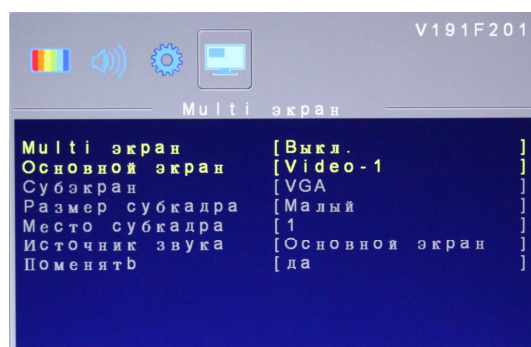 V191F201
Multi экран
Multi экран [Выкл. ]
Основной экран [Video-1 ]
Субэкран [VGA ]
Размер субкадра [Малый ]
Место субкадра [1 ]
Источник звука [Основной экран ]
Поменятb [да ]